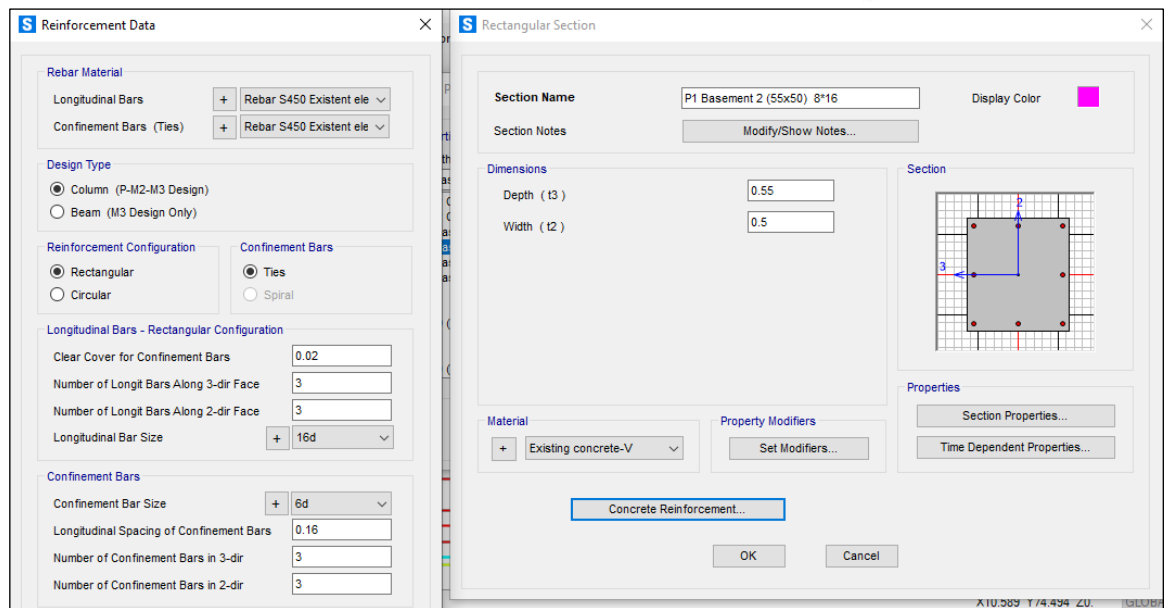 Reinforcement Data
Rebar Material
Longitudinal Bars + Rebar S450 Existent ele
Confinement Bars (Ties) + Rebar S450 Existent ele
Design Type
Column (P-M2-M3 Design)
Beam (M3 Design Only)
Reinforcement Configuration
Rectangular
Circular
Confinement Bars
Ties
Spiral
Longitudinal Bars - Rectangular Configuration
Clear Cover for Confinement Bars 0.02
Number of Longit Bars Along 3-dir Face 3
Number of Longit Bars Along 2-dir Face 3
Longitudinal Bar Size + 16d
Confinement Bars
Confinement Bar Size + 6d
Longitudinal Spacing of Confinement Bars 0.16
Number of Confinement Bars in 3-dir 3
Number of Confinement Bars in 2-dir 3
Rectangular Section
Section Name P1 Basement 2 (55x50) 8*16 Display Color
Section Notes Modify/Show Notes...
Dimensions
Depth ( t3 ) 0.55
Width ( t2 ) 0.5
Section
2
3
Properties
Section Properties...
Time Dependent Properties...
Material
+ Existing concrete-V
Property Modifiers
Set Modifiers...
Concrete Reinforcement...
OK Cancel
X10.589 Y74.494 Z0. GLOBA